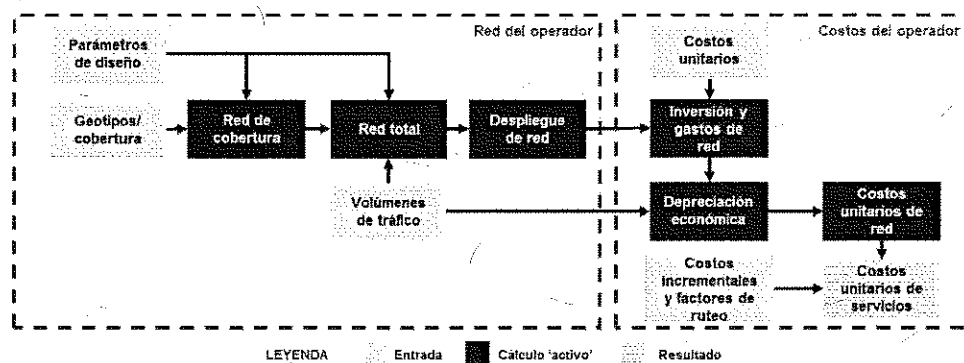 Red del operador
Parámetros
de diseño
Geotipos/
cobertura
Red de
cobertura
Red total
Despliegue
de red
Volúmenes
de tráfico
Costos del operador
Costos
unitarios
Inversión y
gastos de
red
Depreciación
económica
Costos
unitarios de
red
Costos
incrementales
y factores de
ruteo
Costos
unitarios de
servicios
LEYENDA Entrada Cálculo 'activo' Resultado